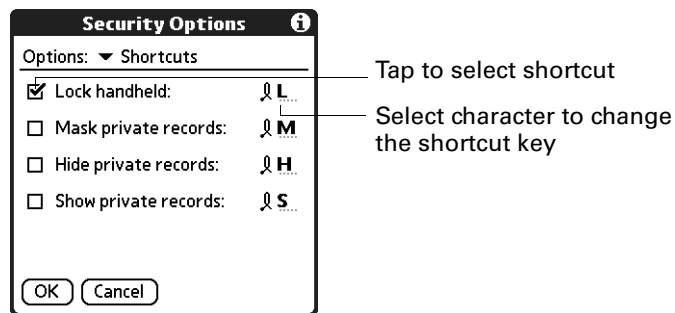 Security Options i
Options: Shortcuts
Lock handheld: L
Mask private records: M
Hide private records: H
Show private records: S
OK Cancel
Tap to select shortcut
Select character to change
the shortcut key